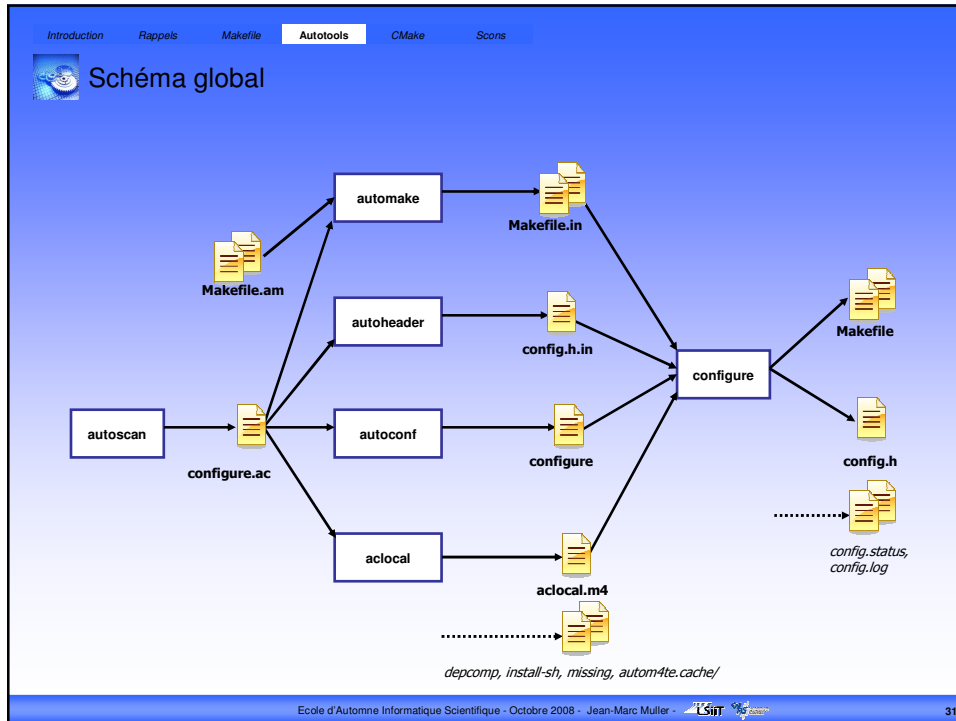 Introduction Rappels Makefile Autotools CMake Scons
Schéma global
automake
Makefile.in
Makefile.am
autoheader
config.h.in
Makefile
configure
autoscan
configure.ac
autoconf
configure
config.h
aclocal
aclocal.m4
config.status,
config.log
depcomp, install-sh, missing, autom4te.cache/
Ecole d'Automne Informatique Scientifique - Octobre 2008 - Jean-Marc Muller - LSiiT
31